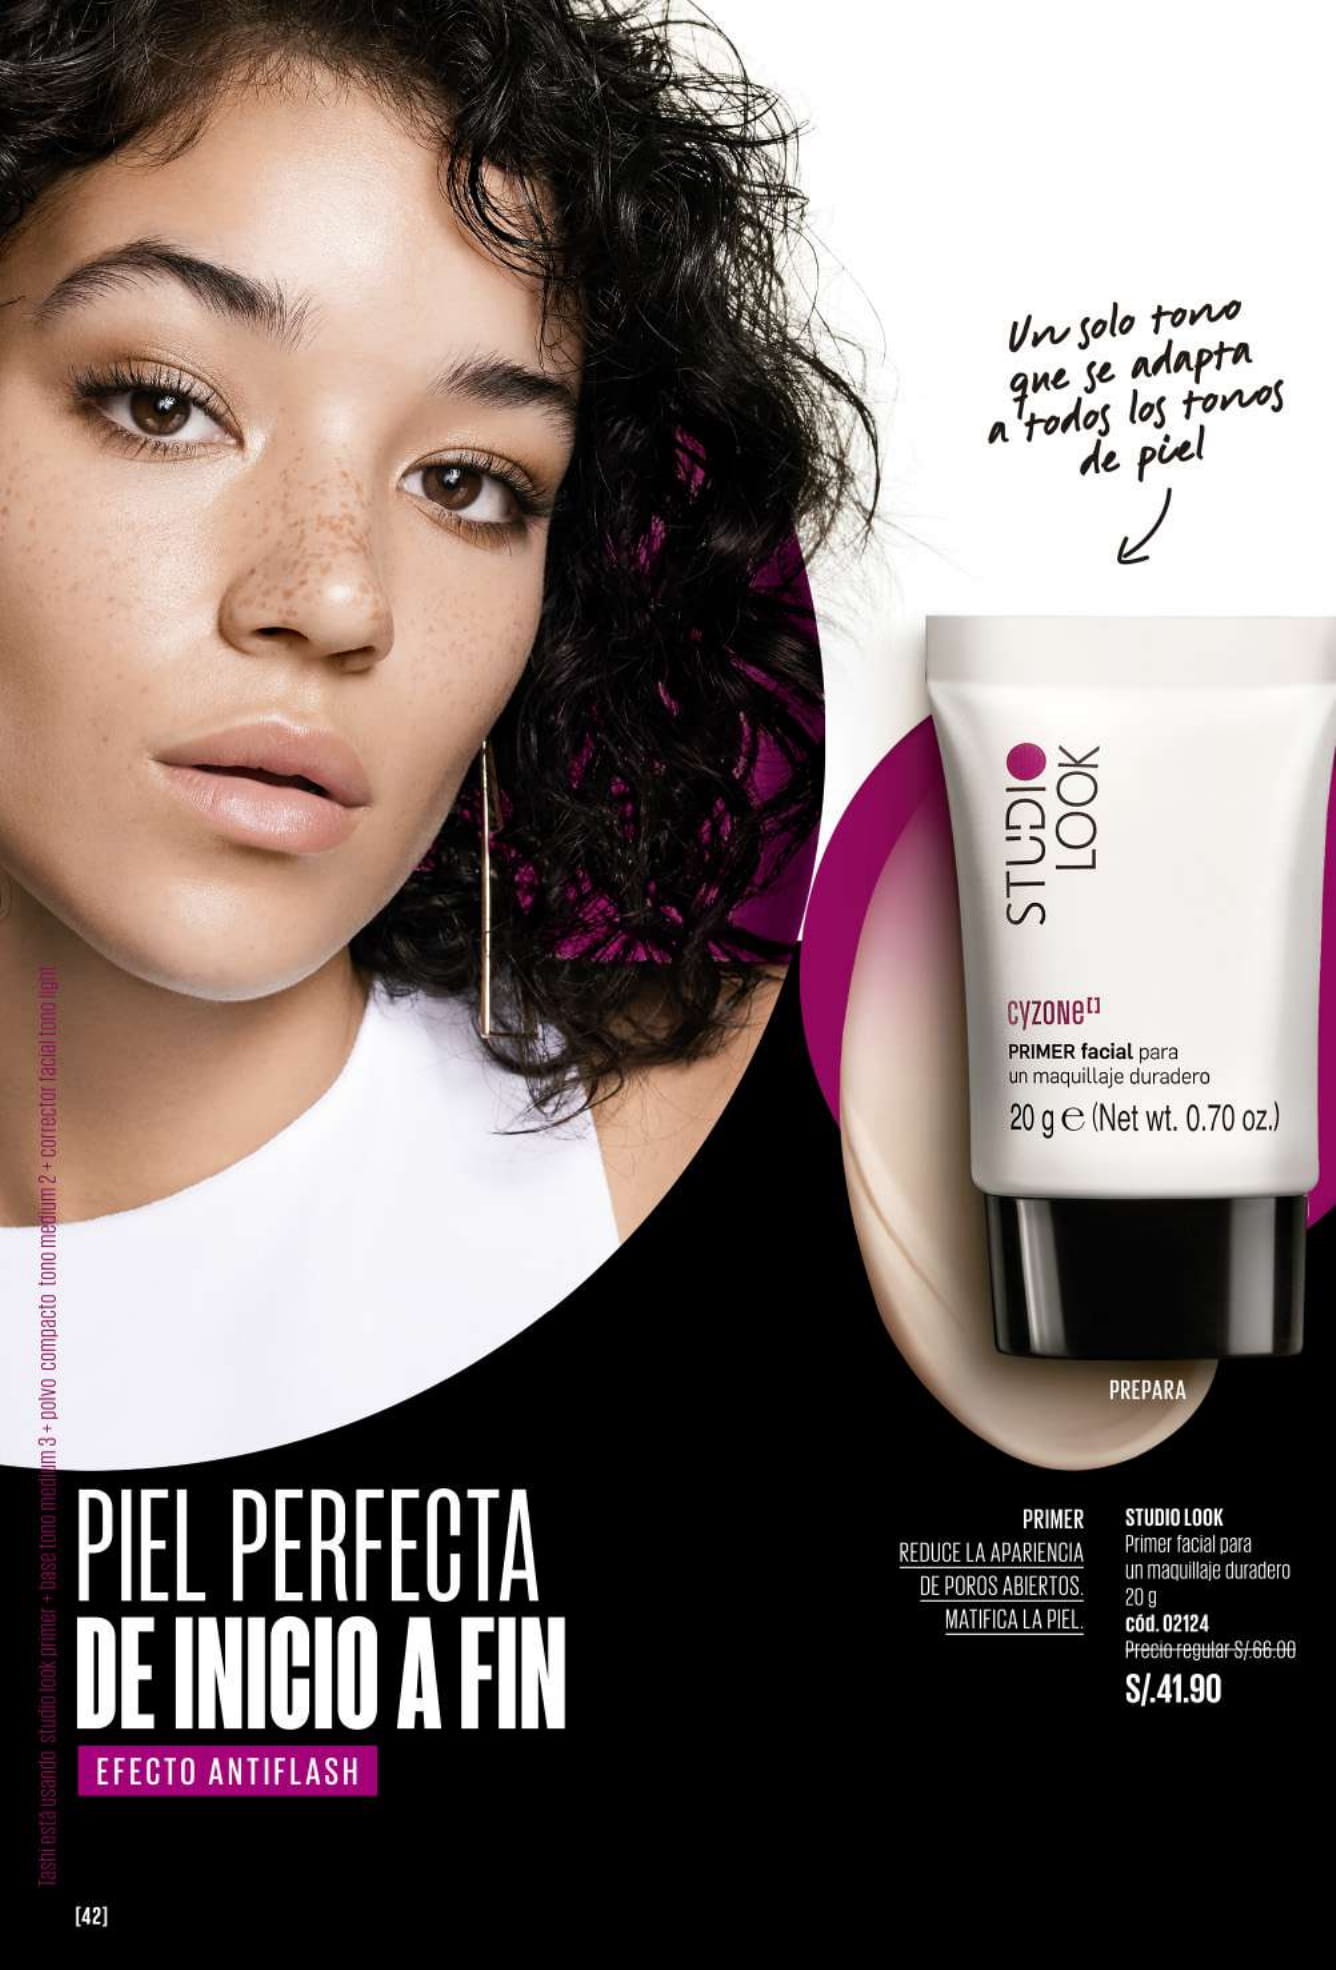 Un solo tono
que se adapta
a todos los tonos
de piel
STUDIO
LOOK
cyzone[]
PRIMER facial para
un maquillaje duradero
20 g e (Net wt. 0.70 oz.)
PREPARA
Tashi está usando studio look primer + base tono medium 3 + polvo compacto tono medium 2 + corrector facial tono light
PIEL PERFECTA
DE INICIO A FIN
EFECTO ANTIFLASH
PRIMER
REDUCE LA APARIENCIA
DE POROS ABIERTOS.
MATIFICA LA PIEL.
STUDIO LOOK
Primer facial para
un maquillaje duradero
20 g
cód. 02124
Precio regular S/.66.00
S/.41.90
[42]